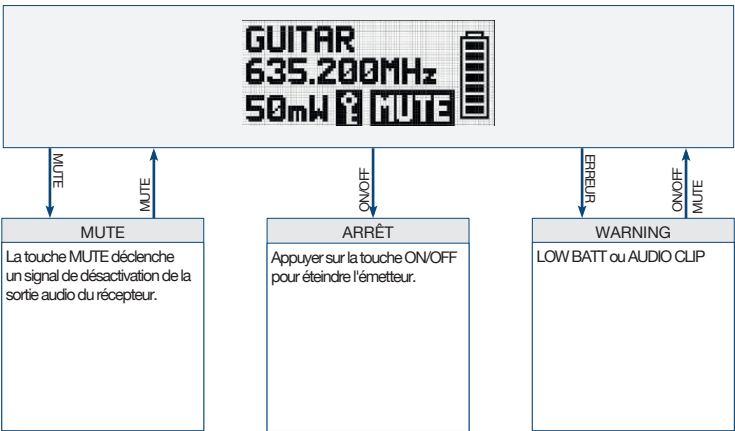 GUITAR
635.200MHz
50mW MUTE
MUTE
MUTE
ON/OFF
ERREUR
ON/OFF
MUTE
MUTE
La touche MUTE déclenche
un signal de désactivation de la
sortie audio du récepteur.
ARRÊT
Appuyer sur la touche ON/OFF
pour éteindre l'émetteur.
WARNING
LOW BATT ou AUDIO CLIP